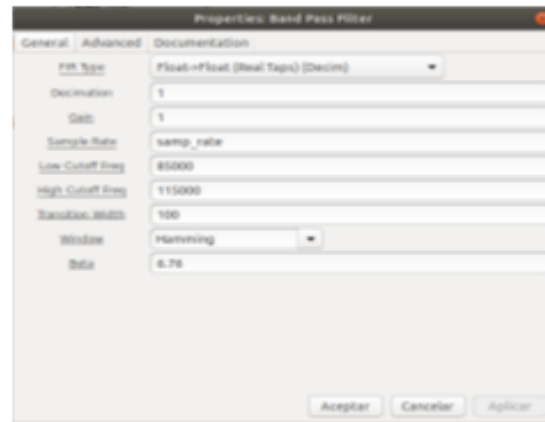 Properties: Band Pass Filter
General Advanced Documentation
FIR Type Float->Float (Real Taps) (Decim)
Decimation 1
Gain 1
Sample Rate samp_rate
Low Cutoff Freq 85000
High Cutoff Freq 115000
Transition Width 100
Window Hamming
Beta 6.76
Aceptar Cancelar Aplicar